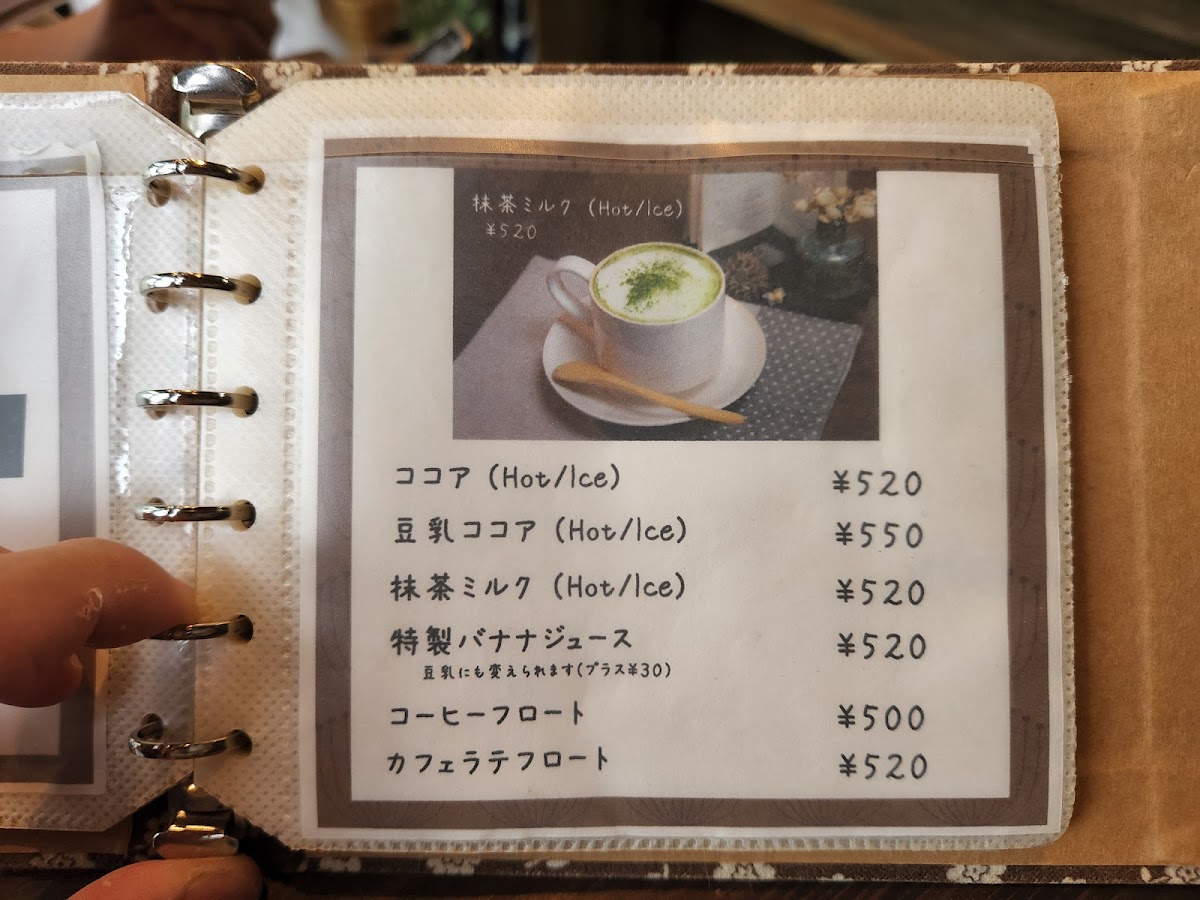 抹茶ミルク (Hot/Ice)
¥520
ココア (Hot/Ice) ¥520
豆乳ココア (Hot/Ice) ¥550
抹茶ミルク (Hot/Ice) ¥520
特製バナナジュース ¥520
豆乳にも変えられます(プラス¥30)
コーヒーフロート ¥500
カフェラテフロート ¥520